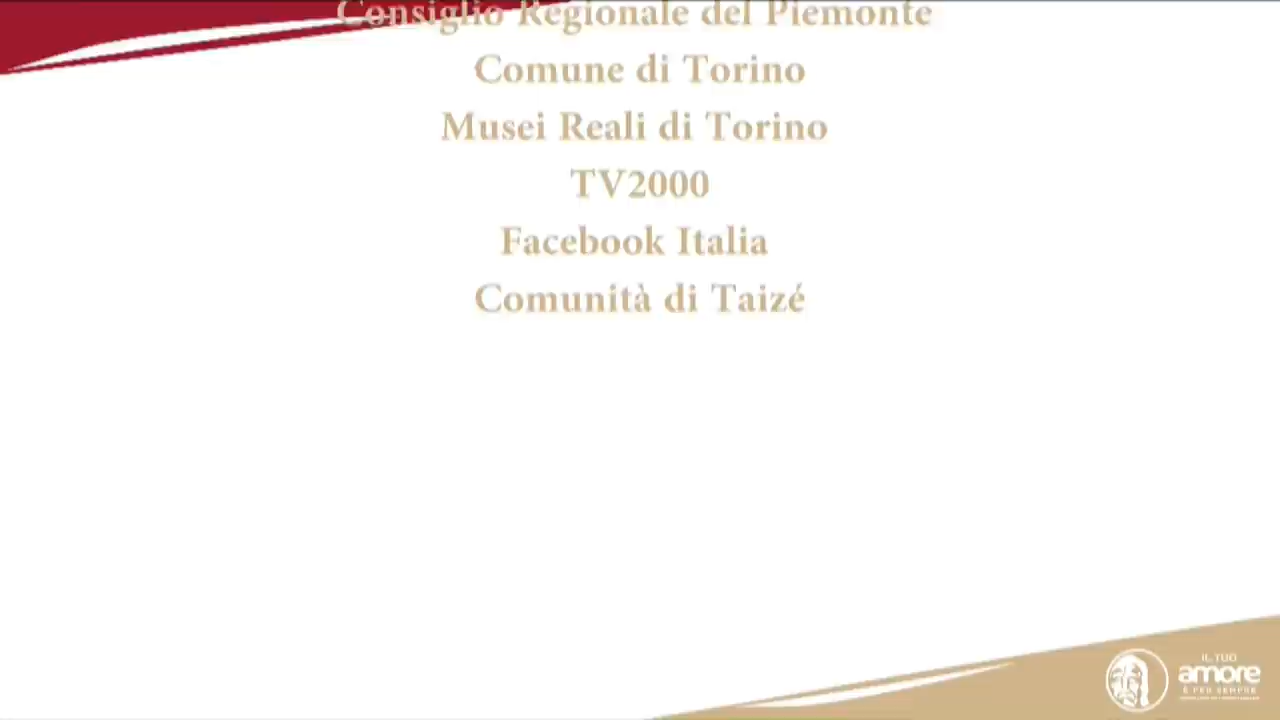 Consiglio Regionale del Piemonte
Comune di Torino
Musei Reali di Torino
TV2000
Facebook Italia
Comunità di Taizé
IL TUO
amore
È PER SEMPRE